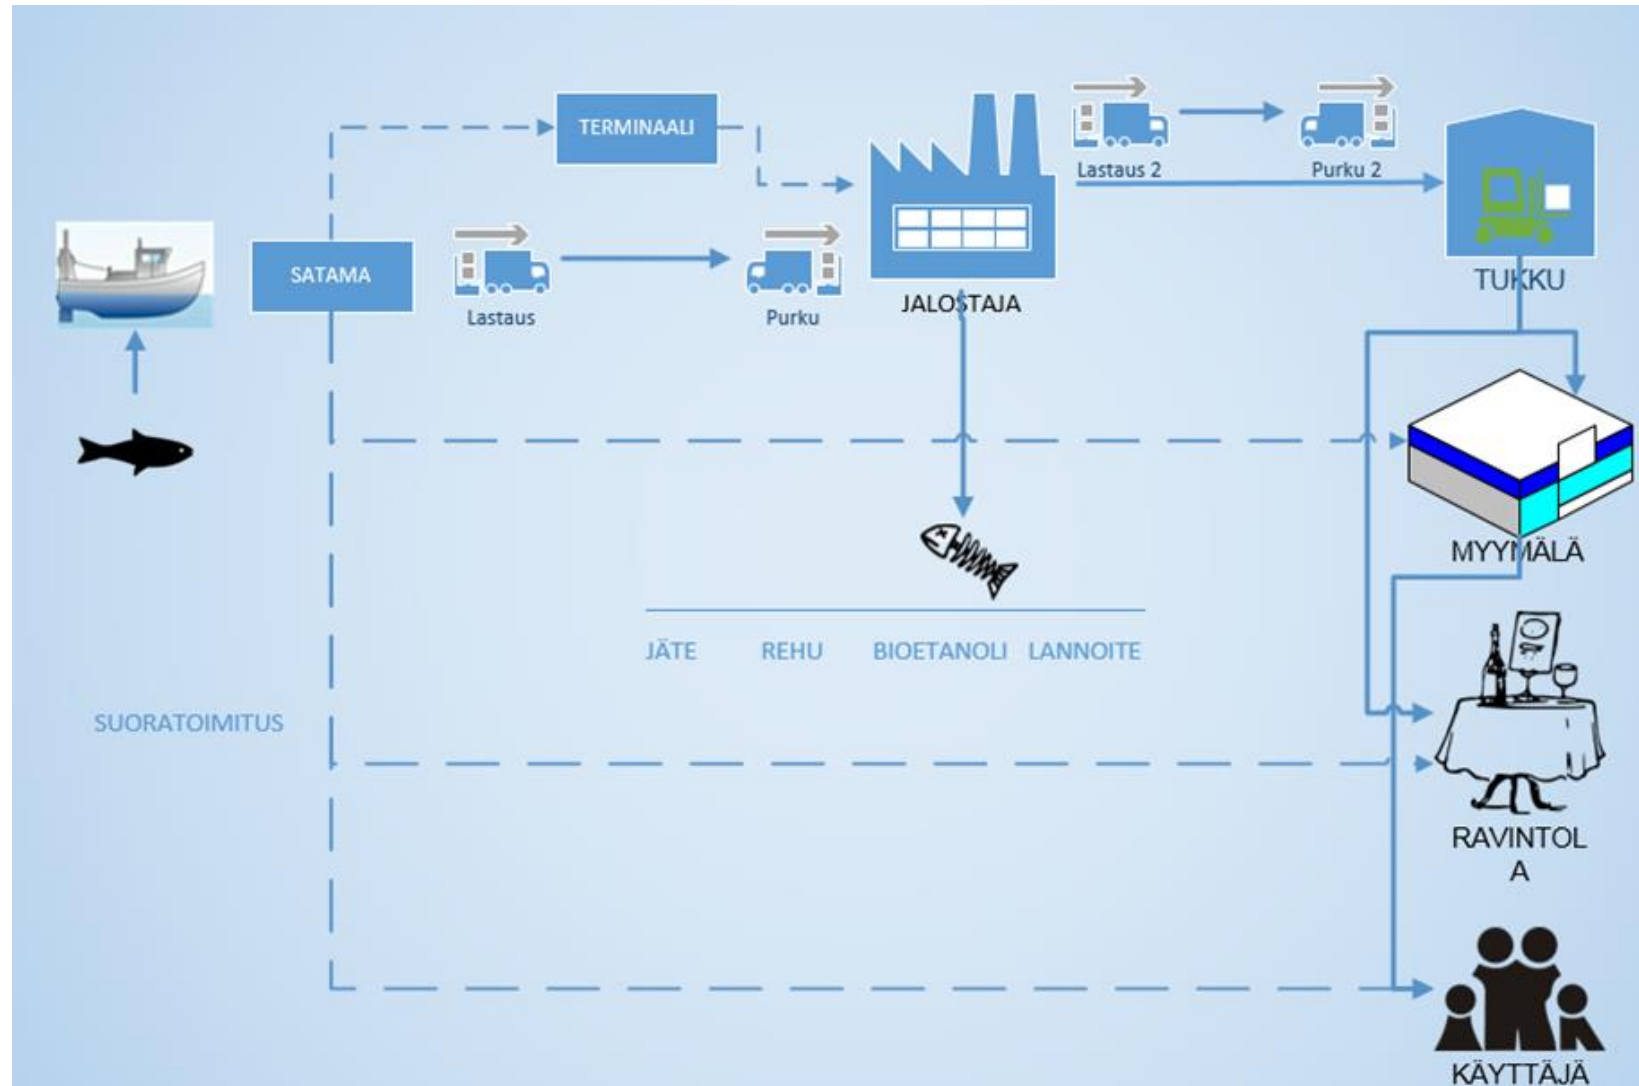 TERMINAALI
Lastaus 2
Purku 2
SATAMA
Lastaus
Purku
JALOSTAJA
TUKKU
MYYMÄLÄ
JÄTE REHU BIOETANOLI LANNOITE
SUORATOIMITUS
RAVINTOL
A
KÄYTTÄJÄ